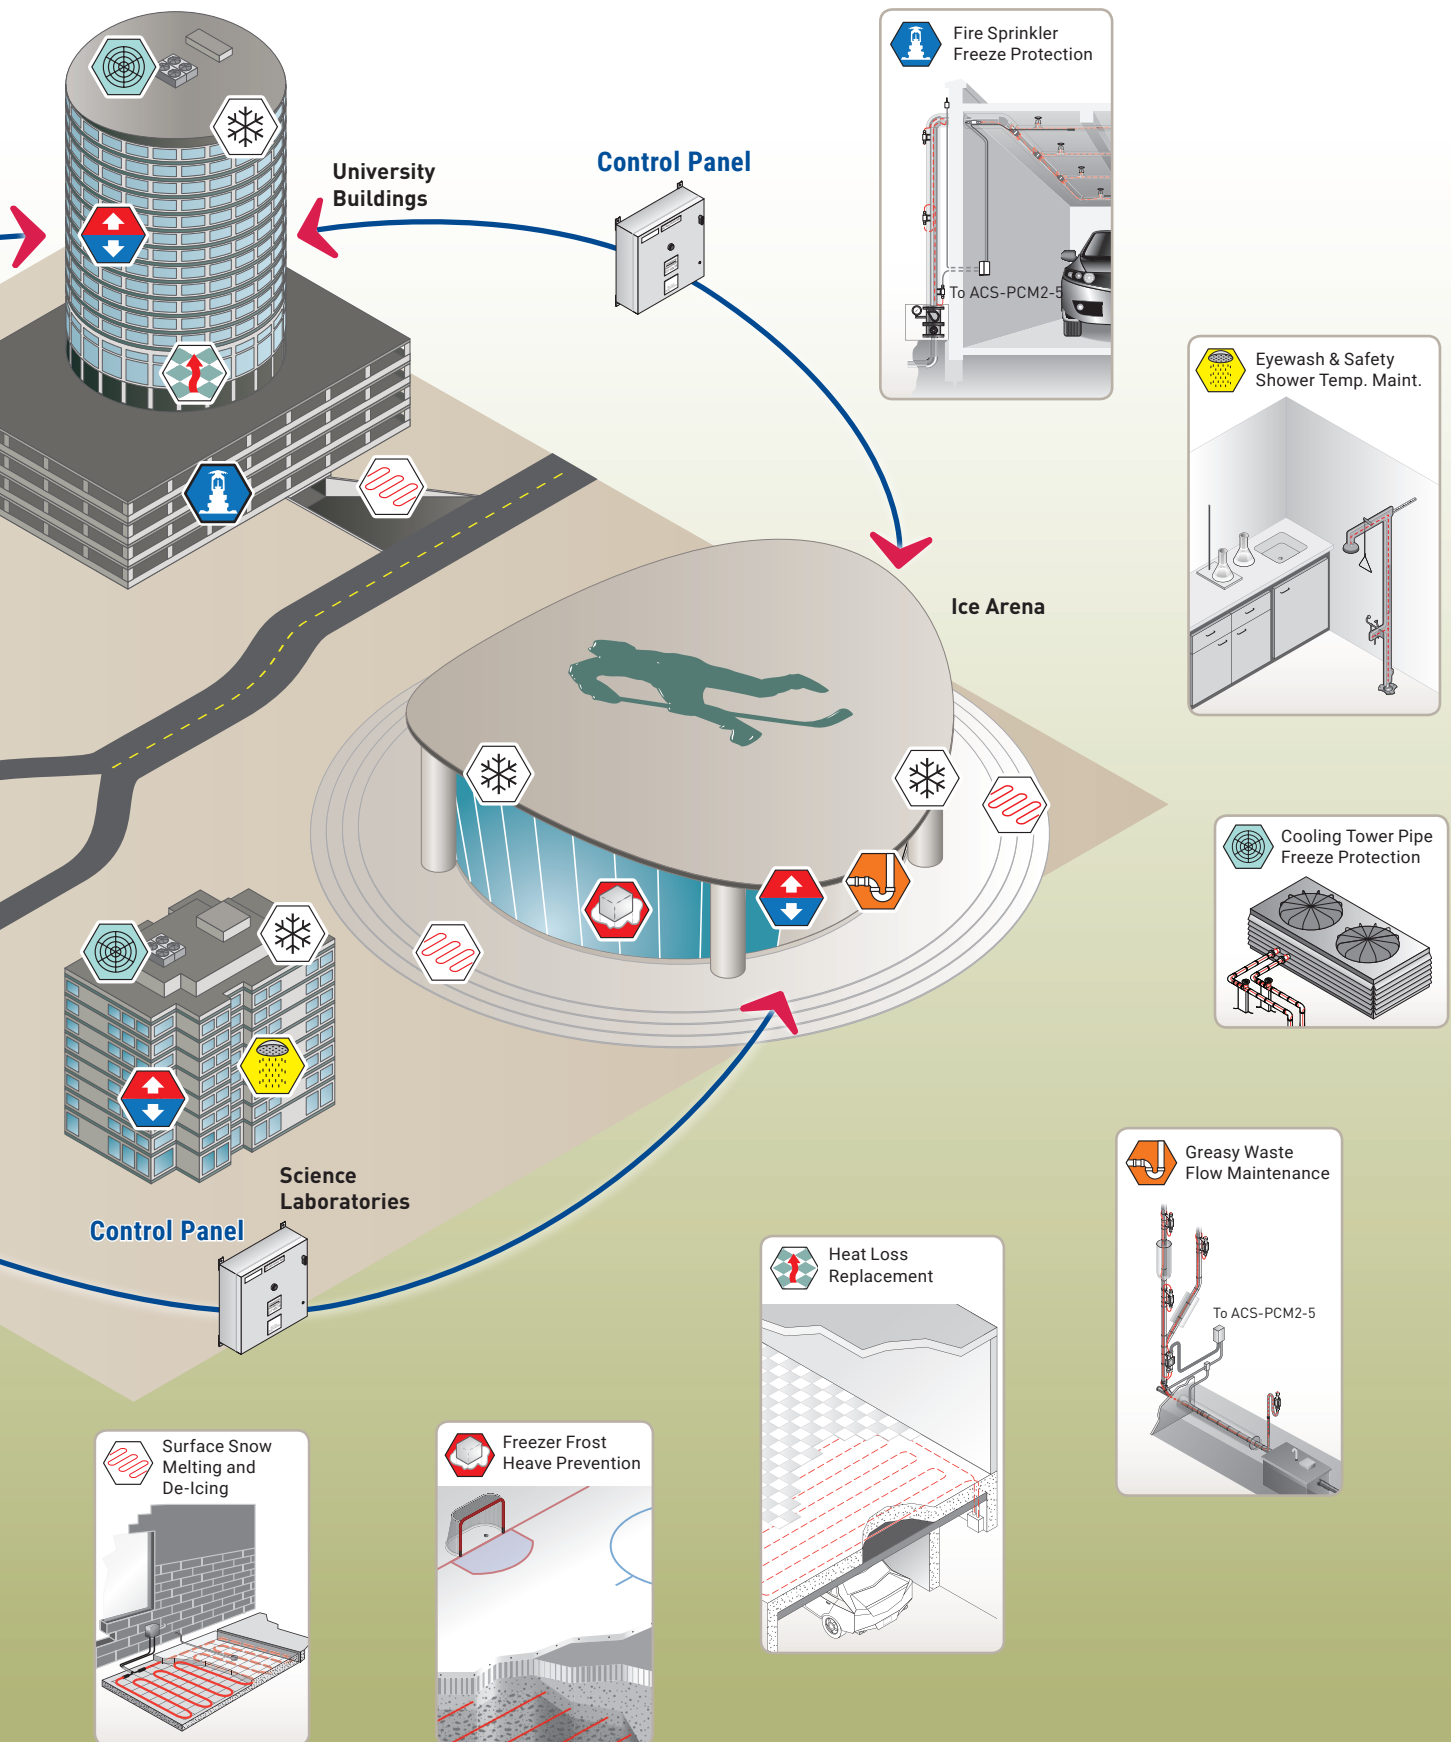 Fire Sprinkler
Freeze Protection
To ACS-PCM2-5
University
Buildings
Control Panel
Eyewash & Safety
Shower Temp. Maint.
Ice Arena
Cooling Tower Pipe
Freeze Protection
Science
Laboratories
Control Panel
Greasy Waste
Flow Maintenance
To ACS-PCM2-5
Heat Loss
Replacement
Surface Snow
Melting and
De-Icing
Freezer Frost
Heave Prevention